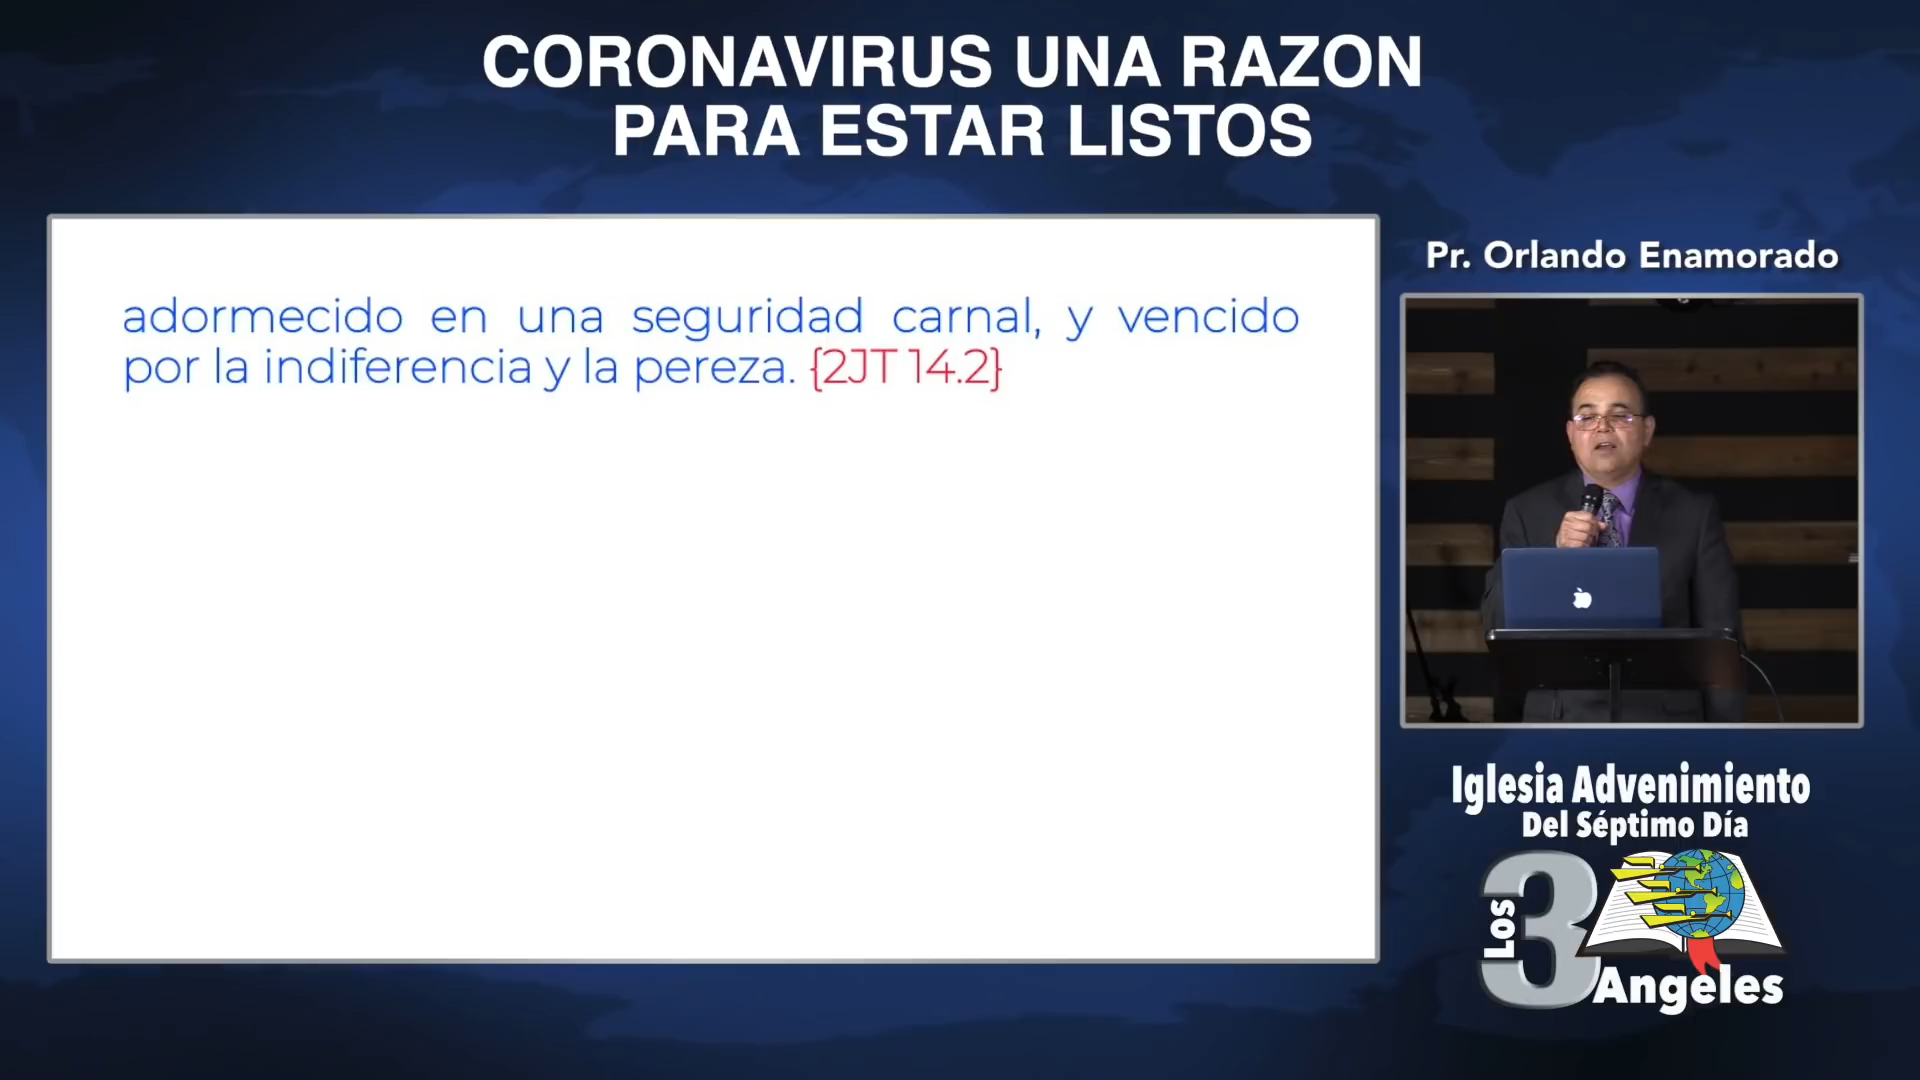 CORONAVIRUS UNA RAZON
PARA ESTAR LISTOS
adormecido en una seguridad carnal, y vencido
por la indiferencia y la pereza. {2JT 14.2}
Pr. Orlando Enamorado
Iglesia Advenimiento
Del Séptimo Día
Los 3 Angeles